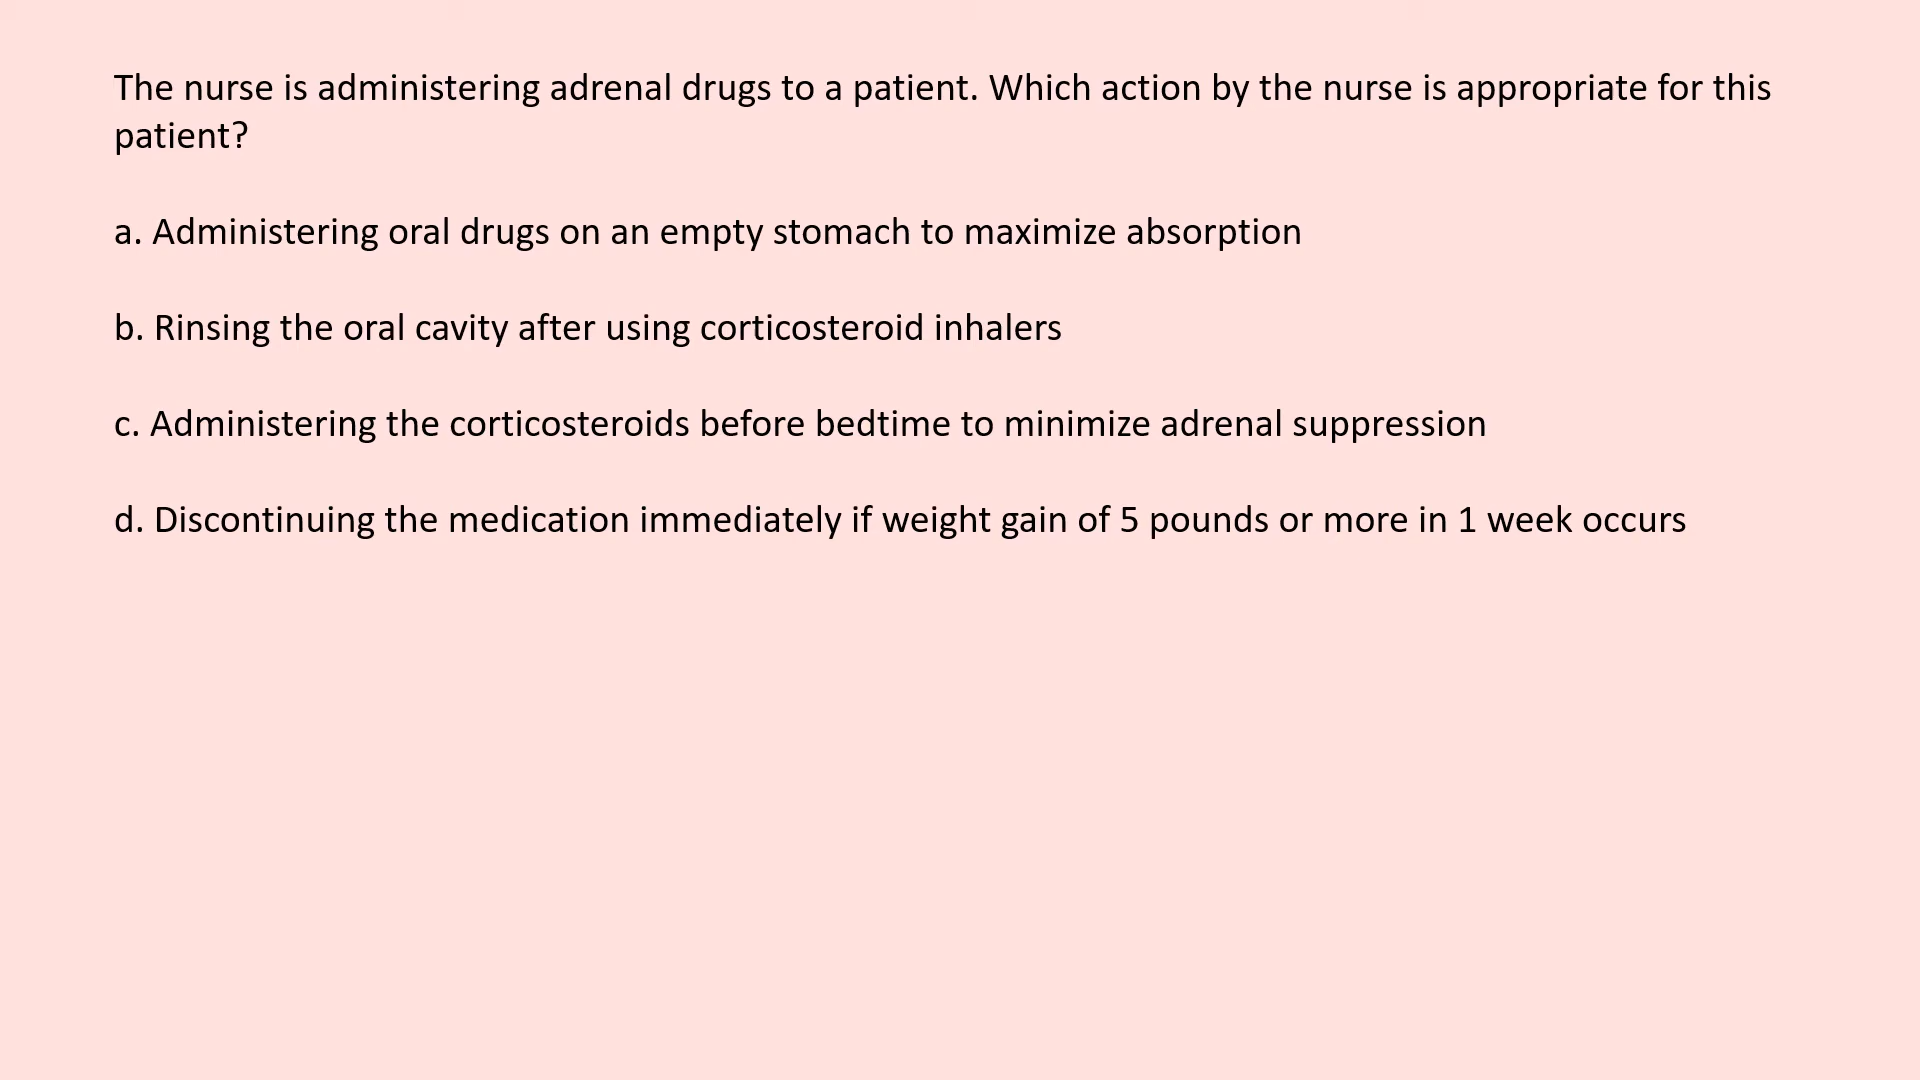 The nurse is administering adrenal drugs to a patient. Which action by the nurse is appropriate for this
patient?
a. Administering oral drugs on an empty stomach to maximize absorption
b. Rinsing the oral cavity after using corticosteroid inhalers
c. Administering the corticosteroids before bedtime to minimize adrenal suppression
d. Discontinuing the medication immediately if weight gain of 5 pounds or more in 1 week occurs